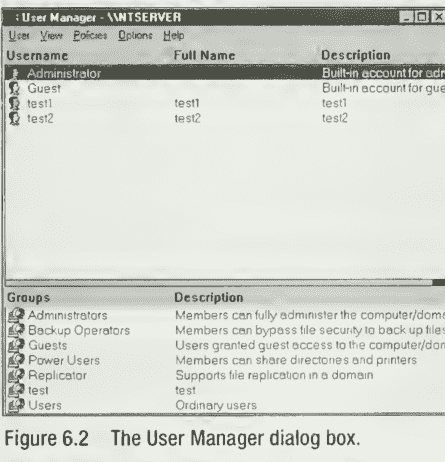 : User Manager - \\NTSERVER
User View Policies Options Help
Username Full Name Description
Administrator Built-in account for adr
Guest Built-in account for gue
test1 test1 test1
test2 test2 test2
Groups Description
Administrators Members can fully administer the computer/doma
Backup Operators Members can bypass file security to back up files
Guests Users granted guest access to the computer/dom
Power Users Members can share directories and printers
Replicator Supports file replication in a domain
test test
Users Ordinary users
Figure 6.2 The User Manager dialog box.